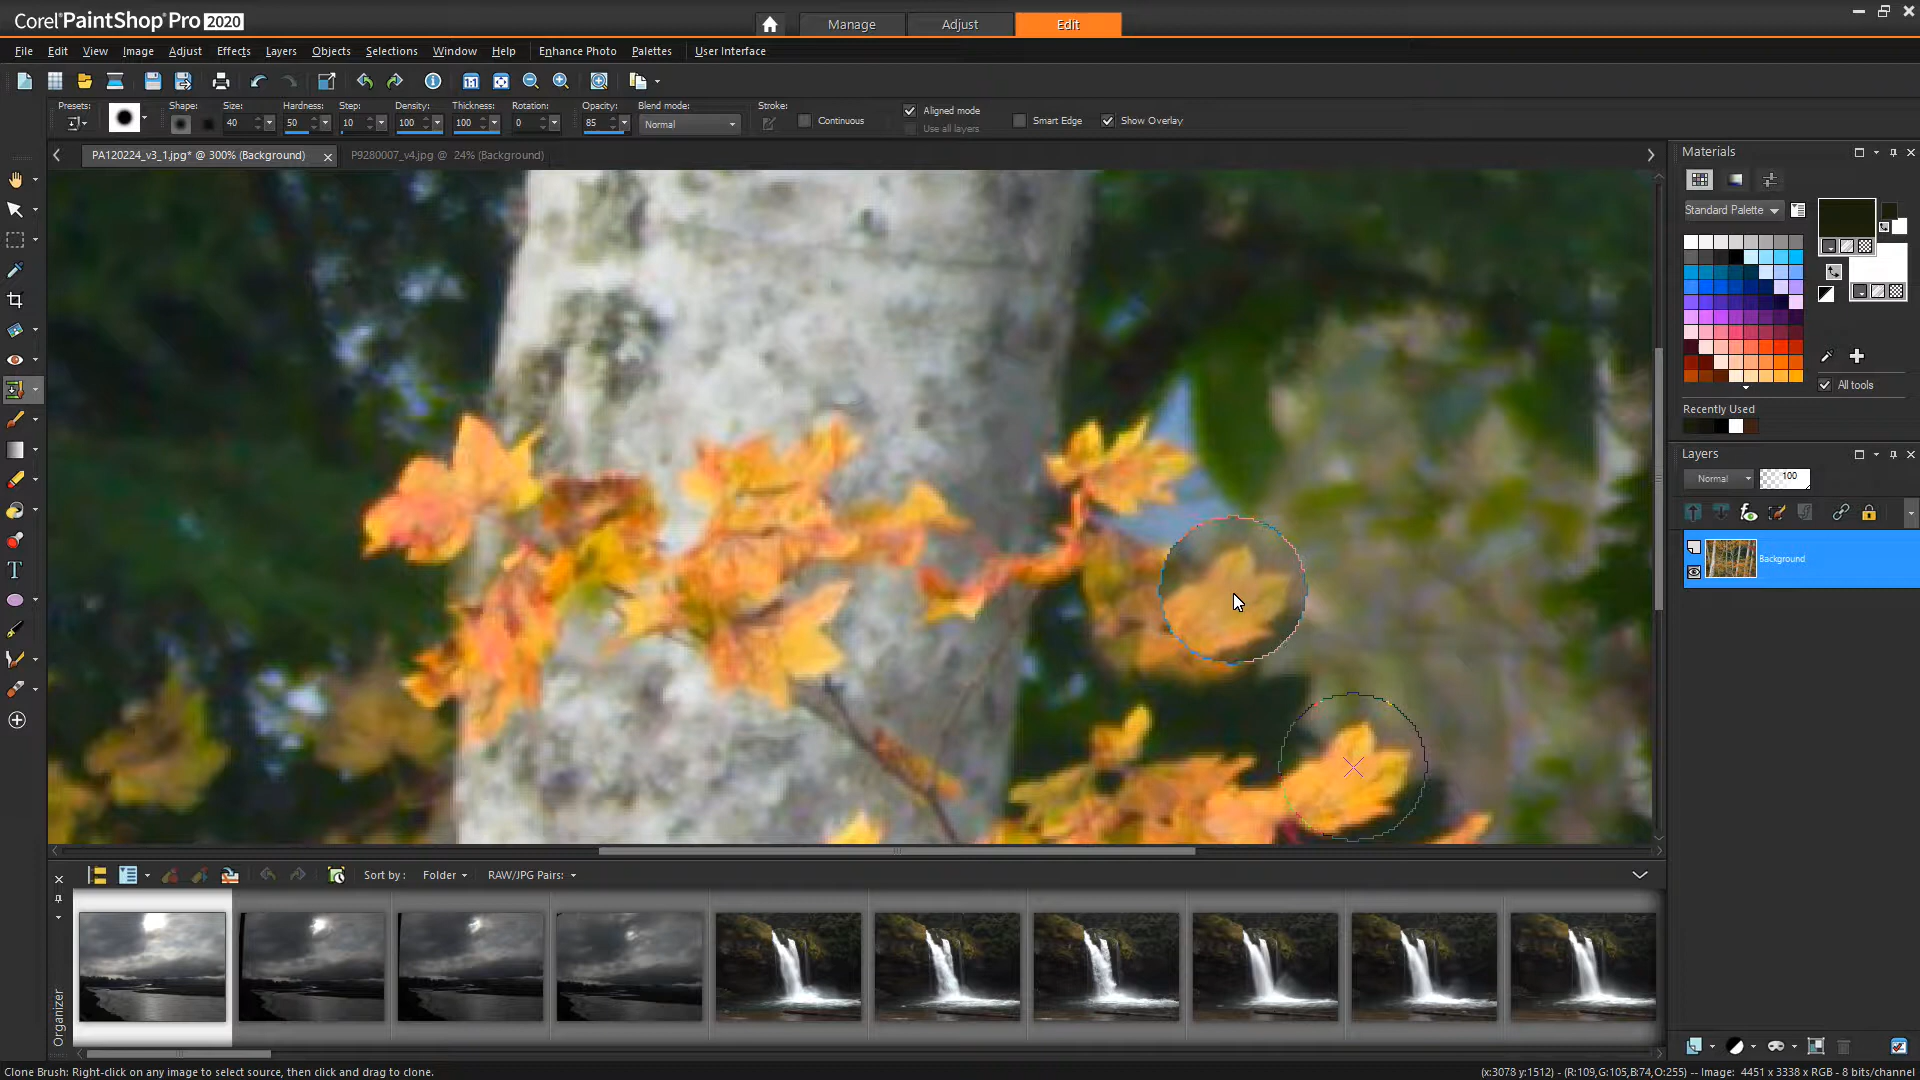 Corel PaintShop Pro 2020
Manage
Adjust
Edit
File
Edit
View
Image
Adjust
Effects
Layers
Objects
Selections
Window
Help
Enhance Photo
Palettes
User Interface
1:1
Presets:
Shape:
Size:
40
Hardness:
50
Step:
10
Density:
100
Thickness:
100
Rotation:
0
Opacity:
85
Blend mode:
Normal
Stroke:
Continuous
Aligned mode
Use all layers
Smart Edge
Show Overlay
PA120224_v3_1.jpg* @ 300% (Background)
P9280007_v4.jpg @ 24% (Background)
Materials
Standard Palette
All tools
Recently Used
Layers
Normal
100
Background
Sort by :
Folder
RAW/JPG Pairs:
Organizer
Clone Brush: Right-click on any image to select source, then click and drag to clone.
(x:3078 y:1512) - (R:109,G:105,B:74,O:255) -- Image: 4451 x 3338 x RGB - 8 bits/channel